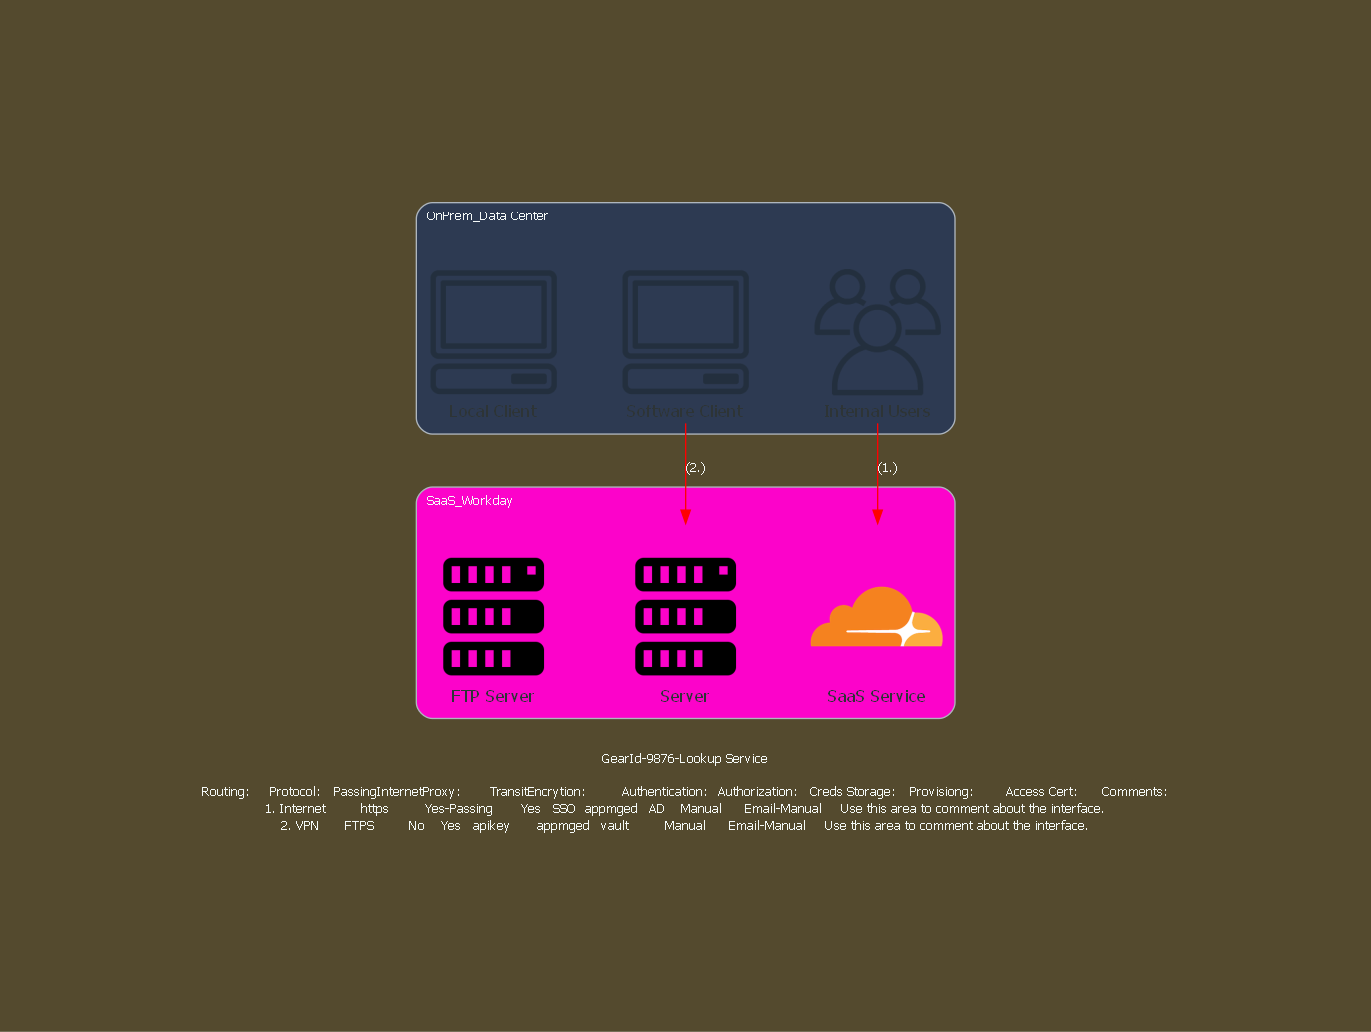 OnPrem_Data Center
Local Client Software Client Internal Users
(2.) (1.)
SaaS_Workday
FTP Server Server SaaS Service
GearId-9876-Lookup Service
Routing: Protocol: PassingInternetProxy: TransitEncrytion: Authentication: Authorization: Creds Storage: Provisiong: Access Cert: Comments:
1. Internet https Yes-Passing Yes SSO appmged AD Manual Email-Manual Use this area to comment about the interface.
2. VPN FTPS No Yes apikey appmged vault Manual Email-Manual Use this area to comment about the interface.